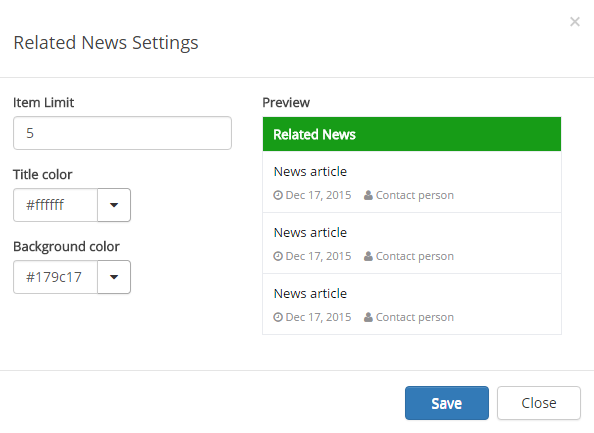 ×
Related News Settings
Item Limit
5
Title color
#ffffff
Background color
#179c17
Preview
Related News
News article
Dec 17, 2015 Contact person
News article
Dec 17, 2015 Contact person
News article
Dec 17, 2015 Contact person
Save Close